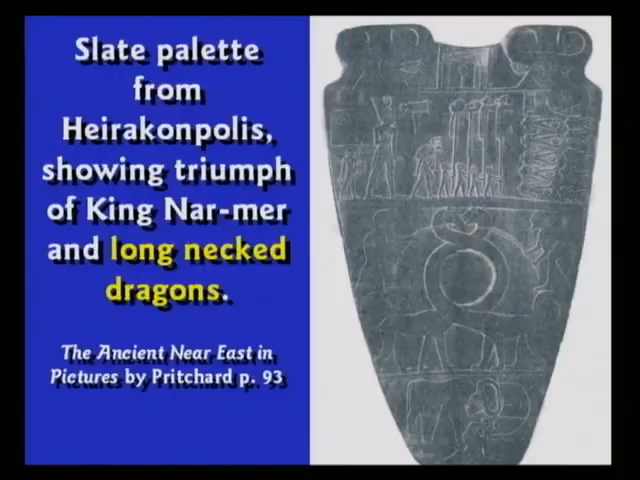 Slate palette
from
Heirakonpolis,
showing triumph
of King Nar-mer
and long necked
dragons.
The Ancient Near East in
Pictures by Pritchard p. 93